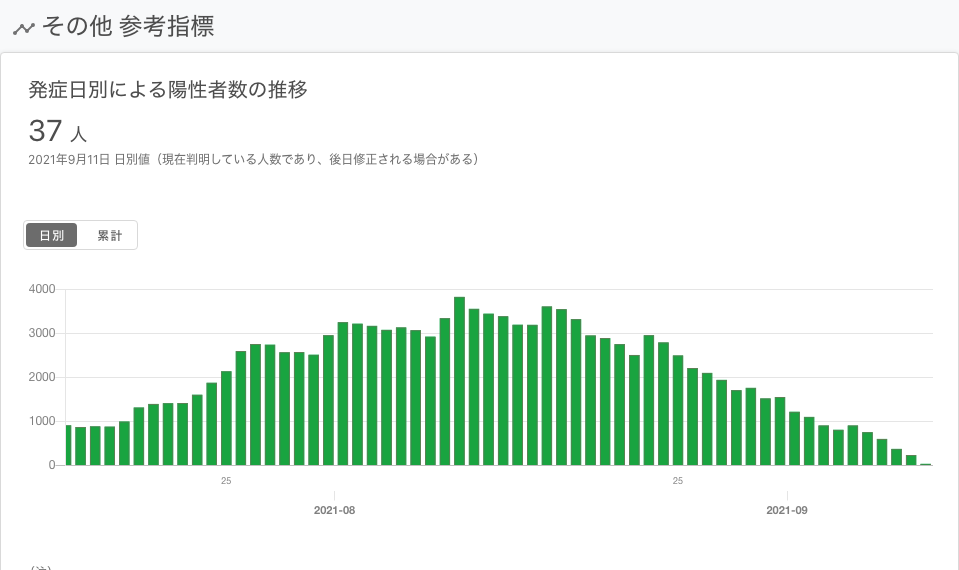 その他 参考指標
発症日別による陽性者数の推移
37 人
2021年9月11日 日別値（現在判明している人数であり、後日修正される場合がある）
日別 累計
4000
3000
2000
1000
0
25 25
2021-08 2021-09